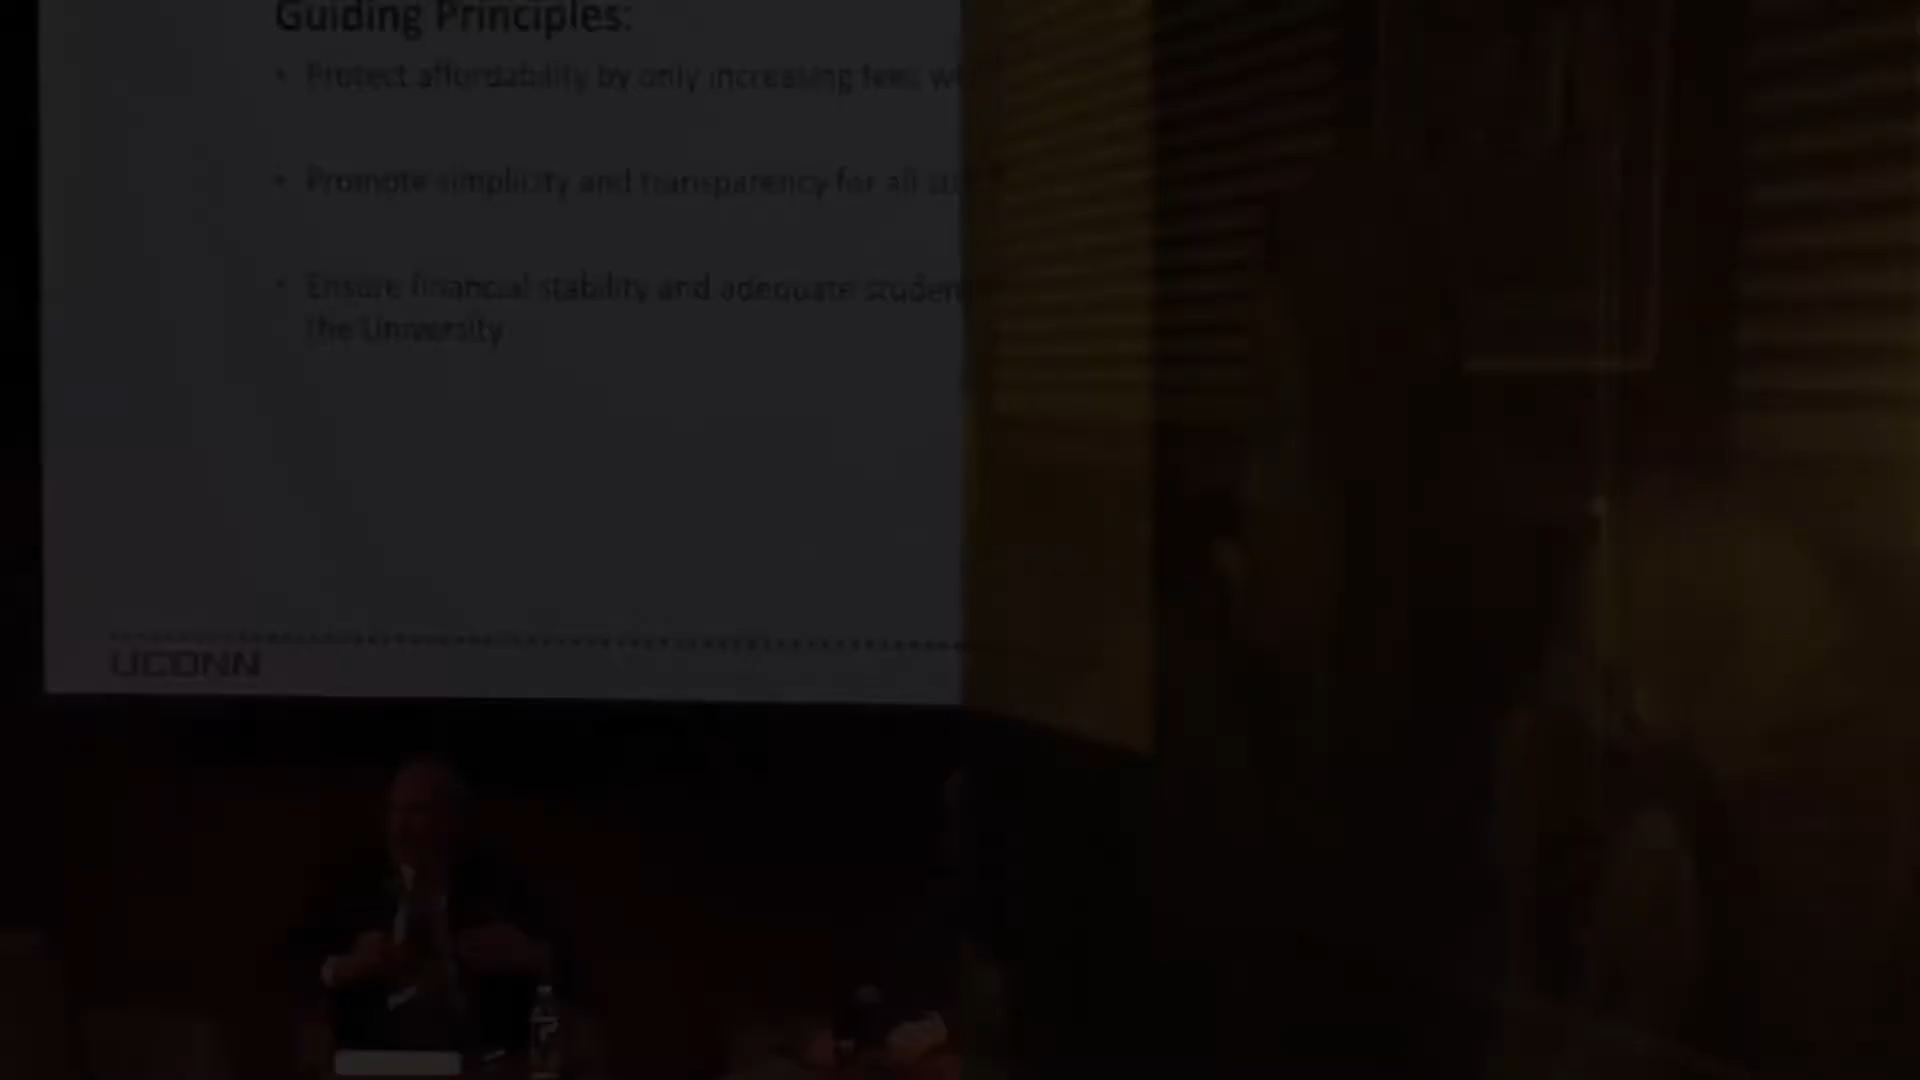 Guiding Principles:
• Protect affordability by only increasing fees
• Promote simplicity and transparency for all
• Ensure financial stability and adequate
the University
UCONN